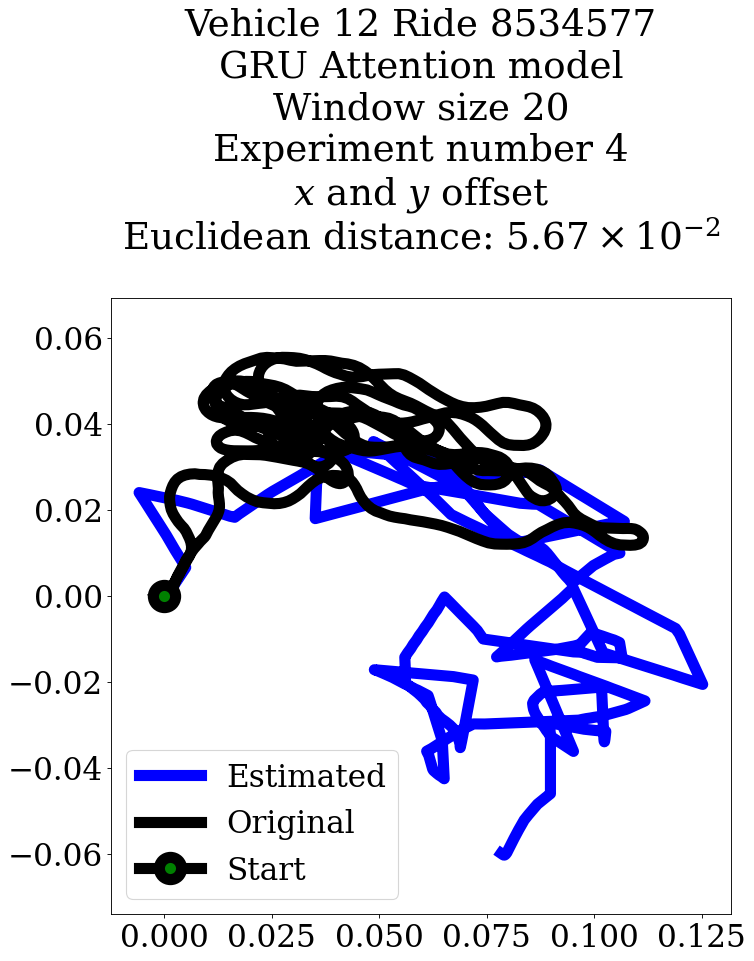 Vehicle 12 Ride 8534577
GRU Attention model
Window size 20
Experiment number 4
x and y offset
Euclidean distance: 5.67 × 10⁻²
0.06
0.04
0.02
0.00
−0.02
−0.04
−0.06
Estimated
Original
Start
0.000 0.025 0.050 0.075 0.100 0.125